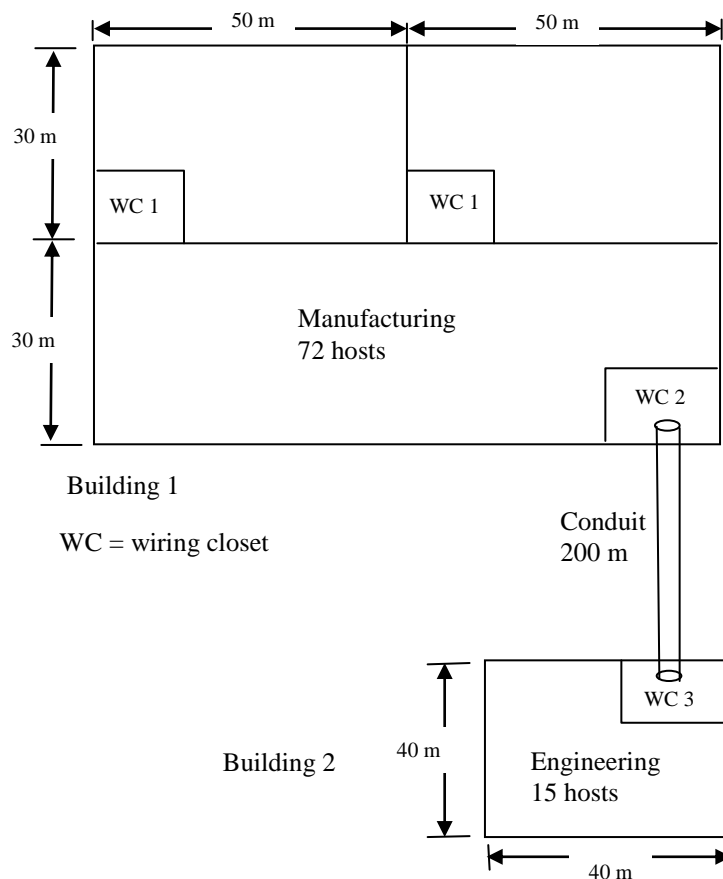 50 m
50 m
30 m
WC 1
WC 1
Manufacturing
72 hosts
30 m
WC 2
Building 1
WC = wiring closet
Conduit
200 m
WC 3
Building 2
40 m
Engineering
15 hosts
40 m